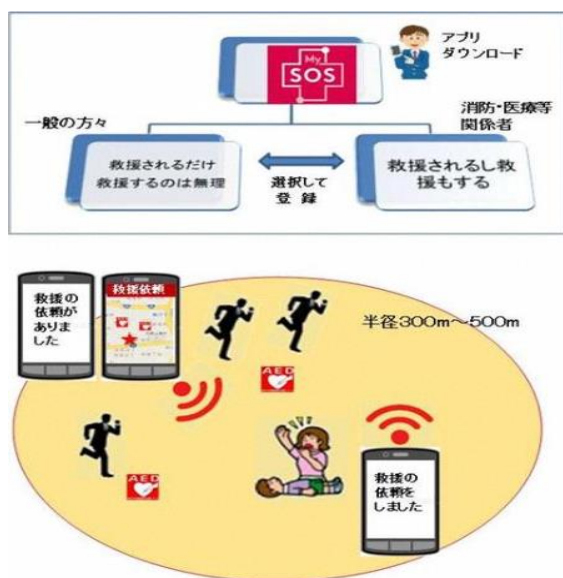 My
SOS
アプリ
ダウンロード
一般の方々
消防・医療等
関係者
救援されるだけ
救援するのは無理
選択して
登 録
救援されるし救
援もする
救援の
依頼が
ありま
した
救援依頼
半径300m～500m
AED
AED
救援の
依頼を
しました